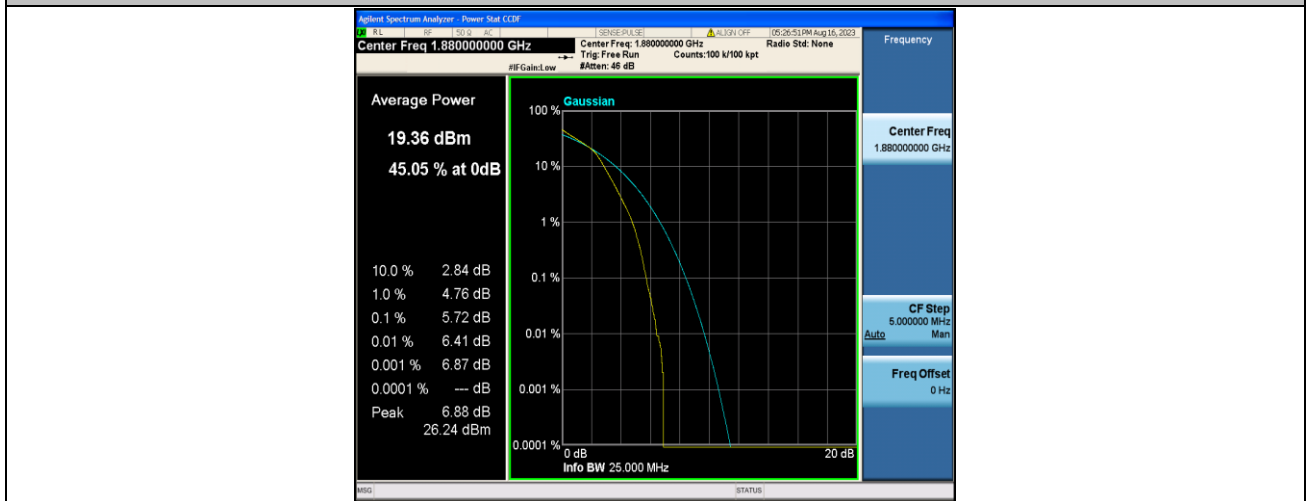 Agilent Spectrum Analyzer - Power Stat CCDF
RL RF 50 Ω AC SENSE:PULSE ALIGN OFF 05:26:51 PM Aug 16, 2023
Center Freq 1.880000000 GHz
Center Freq: 1.880000000 GHz Radio Std: None
Trig: Free Run Counts:100 k/100 kpt
#IFGain:Low #Atten: 46 dB
Average Power
19.36 dBm
45.05 % at 0dB
10.0 % 2.84 dB
1.0 % 4.76 dB
0.1 % 5.72 dB
0.01 % 6.41 dB
0.001 % 6.87 dB
0.0001 % --- dB
Peak 6.88 dB
26.24 dBm
Gaussian
100 %
10 %
1 %
0.1 %
0.01 %
0.001 %
0.0001 %
0 dB 20 dB
Info BW 25.000 MHz
Frequency
Center Freq
1.880000000 GHz
CF Step
5.000000 MHz
Auto Man
Freq Offset
0 Hz
MSG STATUS